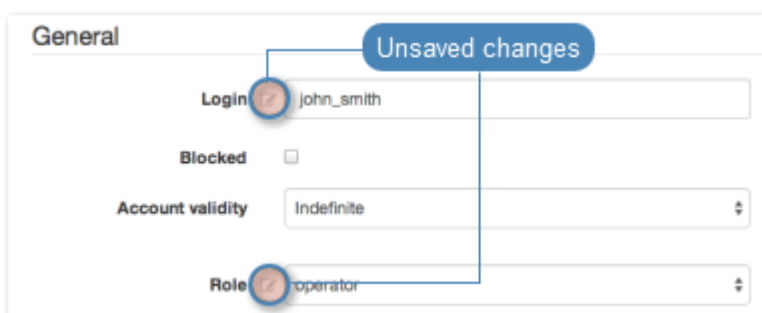 General
Unsaved changes
Login john_smith
Blocked
Account validity Indefinite
Role operator